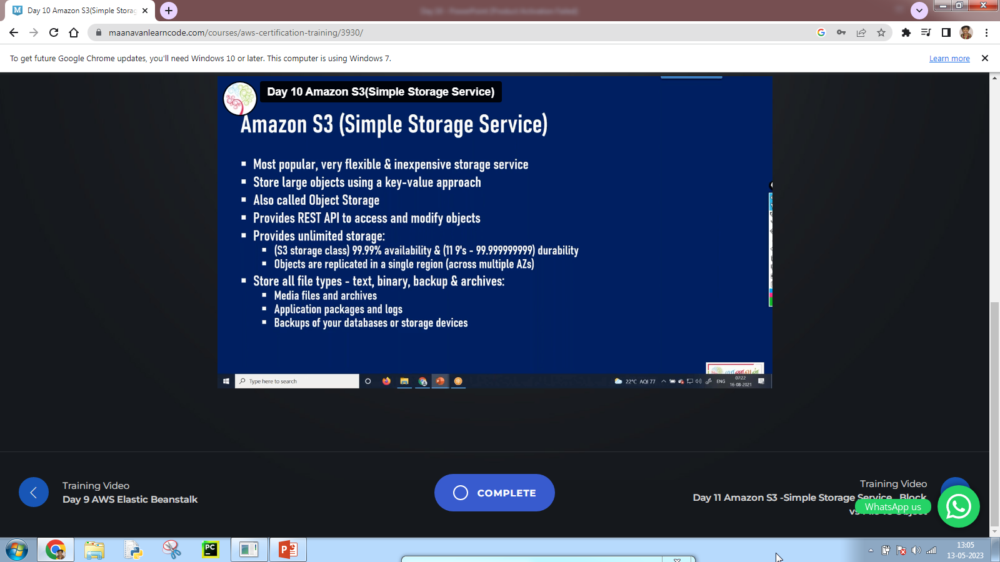 Day 10 Amazon S3(Simple Storag
maanavanlearncode.com/courses/aws-certification-training/3930/
To get future Google Chrome updates, you'll need Windows 10 or later. This computer is using Windows 7.
Learn more
Day 10 Amazon S3(Simple Storage Service)
Amazon S3 (Simple Storage Service)
Most popular, very flexible & inexpensive storage service
Store large objects using a key-value approach
Also called Object Storage
Provides REST API to access and modify objects
Provides unlimited storage:
(S3 storage class) 99.99% availability & (11 9's - 99.999999999) durability
Objects are replicated in a single region (across multiple AZs)
Store all file types - text, binary, backup & archives:
Media files and archives
Application packages and logs
Backups of your databases or storage devices
Type here to search
22°C AQI 77
ENG
07:22
16-08-2021
Training Video
Day 9 AWS Elastic Beanstalk
COMPLETE
Training Video
Day 11 Amazon S3 -Simple Storage Service, Block
WhatsApp us
PC
13:05
13-05-2023